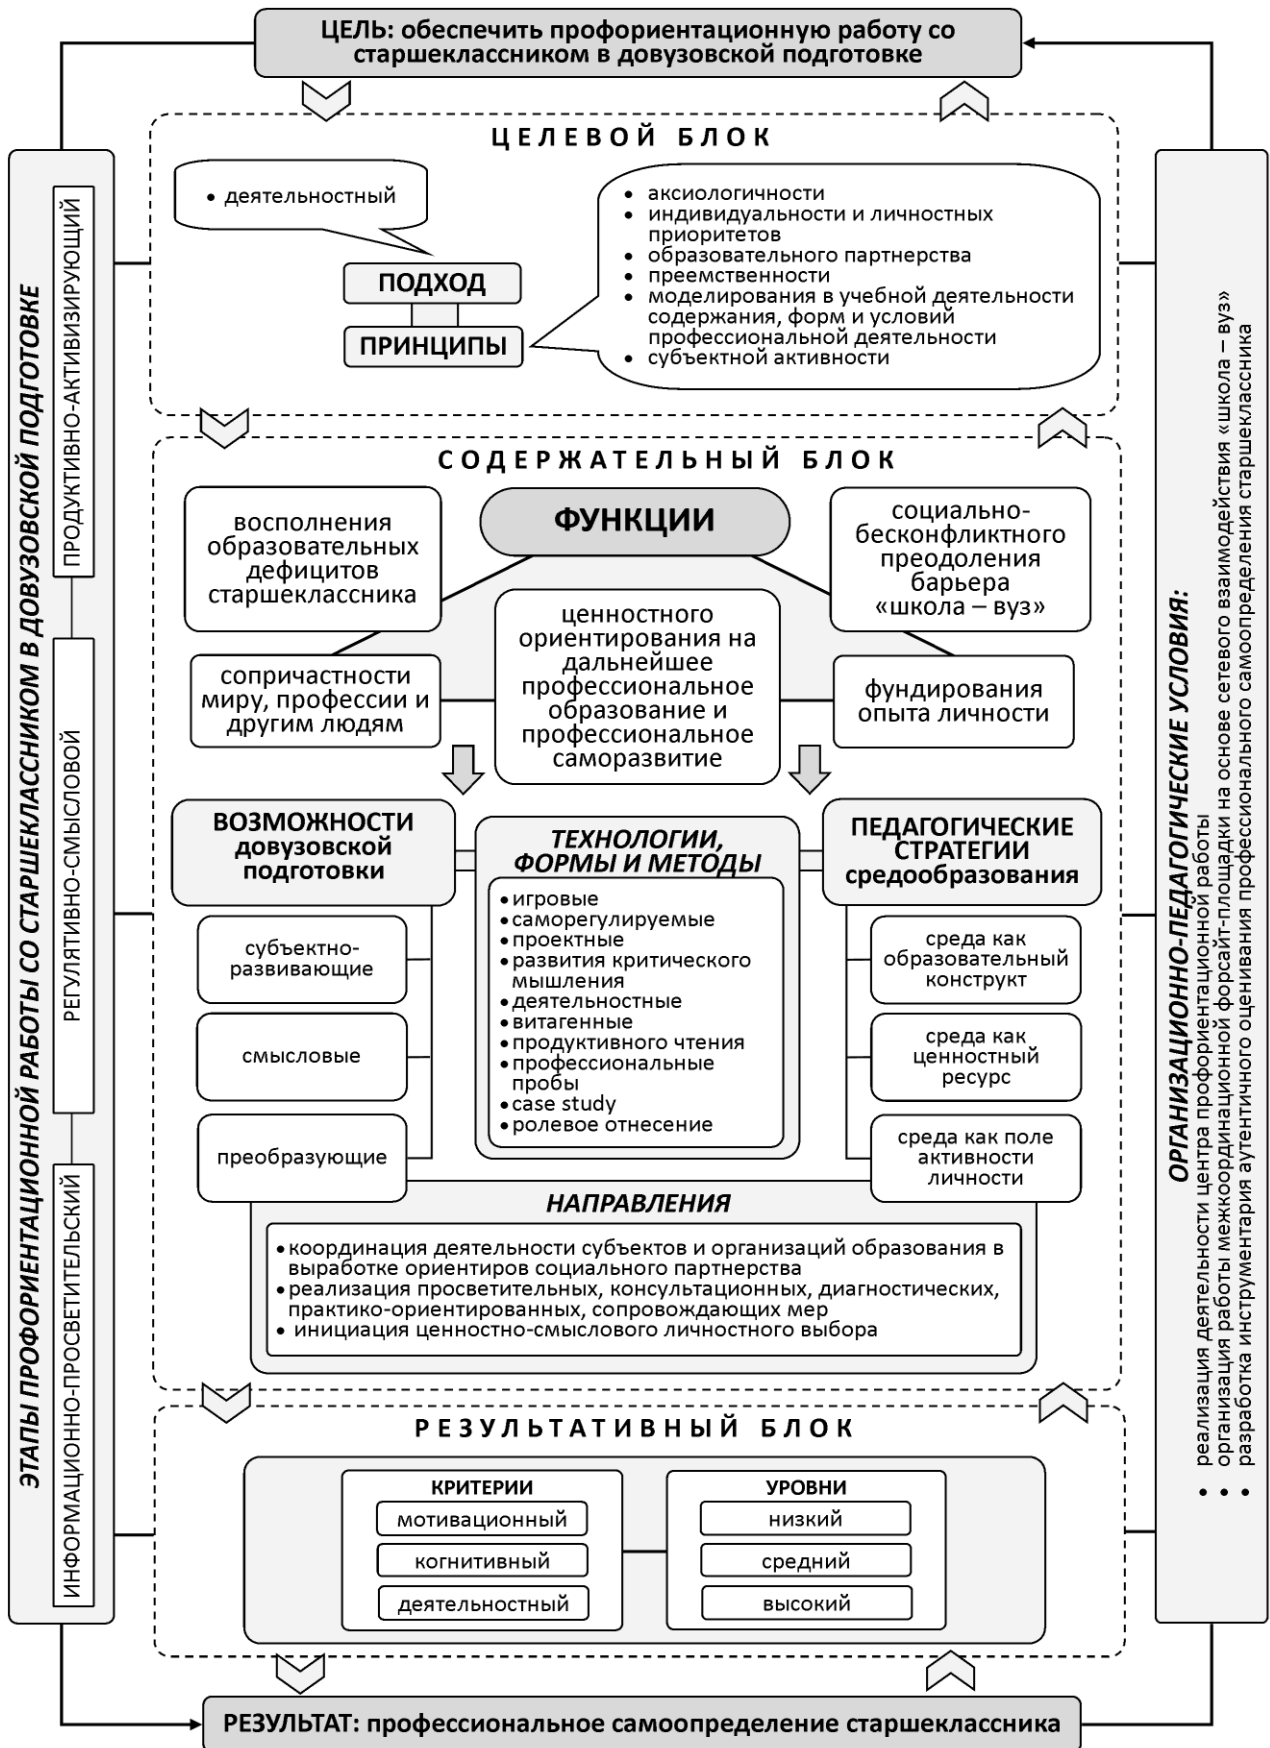 ЦЕЛЬ: обеспечить профориентационную работу со
старшеклассником в довузовской подготовке
ЭТАПЫ ПРОФОРИЕНТАЦИОННОЙ РАБОТЫ СО СТАРШЕКЛАССНИКОМ В ДОВУЗОВСКОЙ ПОДГОТОВКЕ
ПРОДУКТИВНО-АКТИВИЗИРУЮЩИЙ
РЕГУЛЯТИВНО-СМЫСЛОВОЙ
ИНФОРМАЦИОННО-ПРОСВЕТИТЕЛЬСКИЙ
ЦЕЛЕВОЙ БЛОК
• деятельностный
ПОДХОД
ПРИНЦИПЫ
• аксиологичности
• индивидуальности и личностных
приоритетов
• образовательного партнерства
• преемственности
• моделирования в учебной деятельности
содержания, форм и условий
профессиональной деятельности
• субъектной активности
СОДЕРЖАТЕЛЬНЫЙ БЛОК
ФУНКЦИИ
восполнения
образовательных
дефицитов
старшеклассника
социально-
бесконфликтного
преодоления
барьера
«школа – вуз»
сопричастности
миру, профессии и
другим людям
ценностного
ориентирования на
дальнейшее
профессиональное
образование и
профессиональное
саморазвитие
фундирования
опыта личности
ВОЗМОЖНОСТИ
довузовской
подготовки
субъектно-
развивающие
смысловые
преобразующие
ТЕХНОЛОГИИ,
ФОРМЫ И МЕТОДЫ
• игровые
• саморегулируемые
• проектные
• развития критического
мышления
• деятельностные
• витагенные
• продуктивного чтения
• профессиональные
пробы
• case study
• ролевое отнесение
ПЕДАГОГИЧЕСКИЕ
СТРАТЕГИИ
средообразования
среда как
образовательный
конструкт
среда как
ценностный
ресурс
среда как поле
активности
личности
НАПРАВЛЕНИЯ
• координация деятельности субъектов и организаций образования в
выработке ориентиров социального партнерства
• реализация просветительных, консультационных, диагностических,
практико-ориентированных, сопровождающих мер
• инициация ценностно-смыслового личностного выбора
РЕЗУЛЬТАТИВНЫЙ БЛОК
КРИТЕРИИ
мотивационный
когнитивный
деятельностный
УРОВНИ
низкий
средний
высокий
ОРГАНИЗАЦИОННО-ПЕДАГОГИЧЕСКИЕ УСЛОВИЯ:
• реализация деятельности центра профориентационной работы
• организация работы межкоординационной форсайт-площадки на основе сетевого взаимодействия «школа – вуз»
• разработка инструментария аутентичного оценивания профессионального самоопределения старшеклассника
РЕЗУЛЬТАТ: профессиональное самоопределение старшеклассника